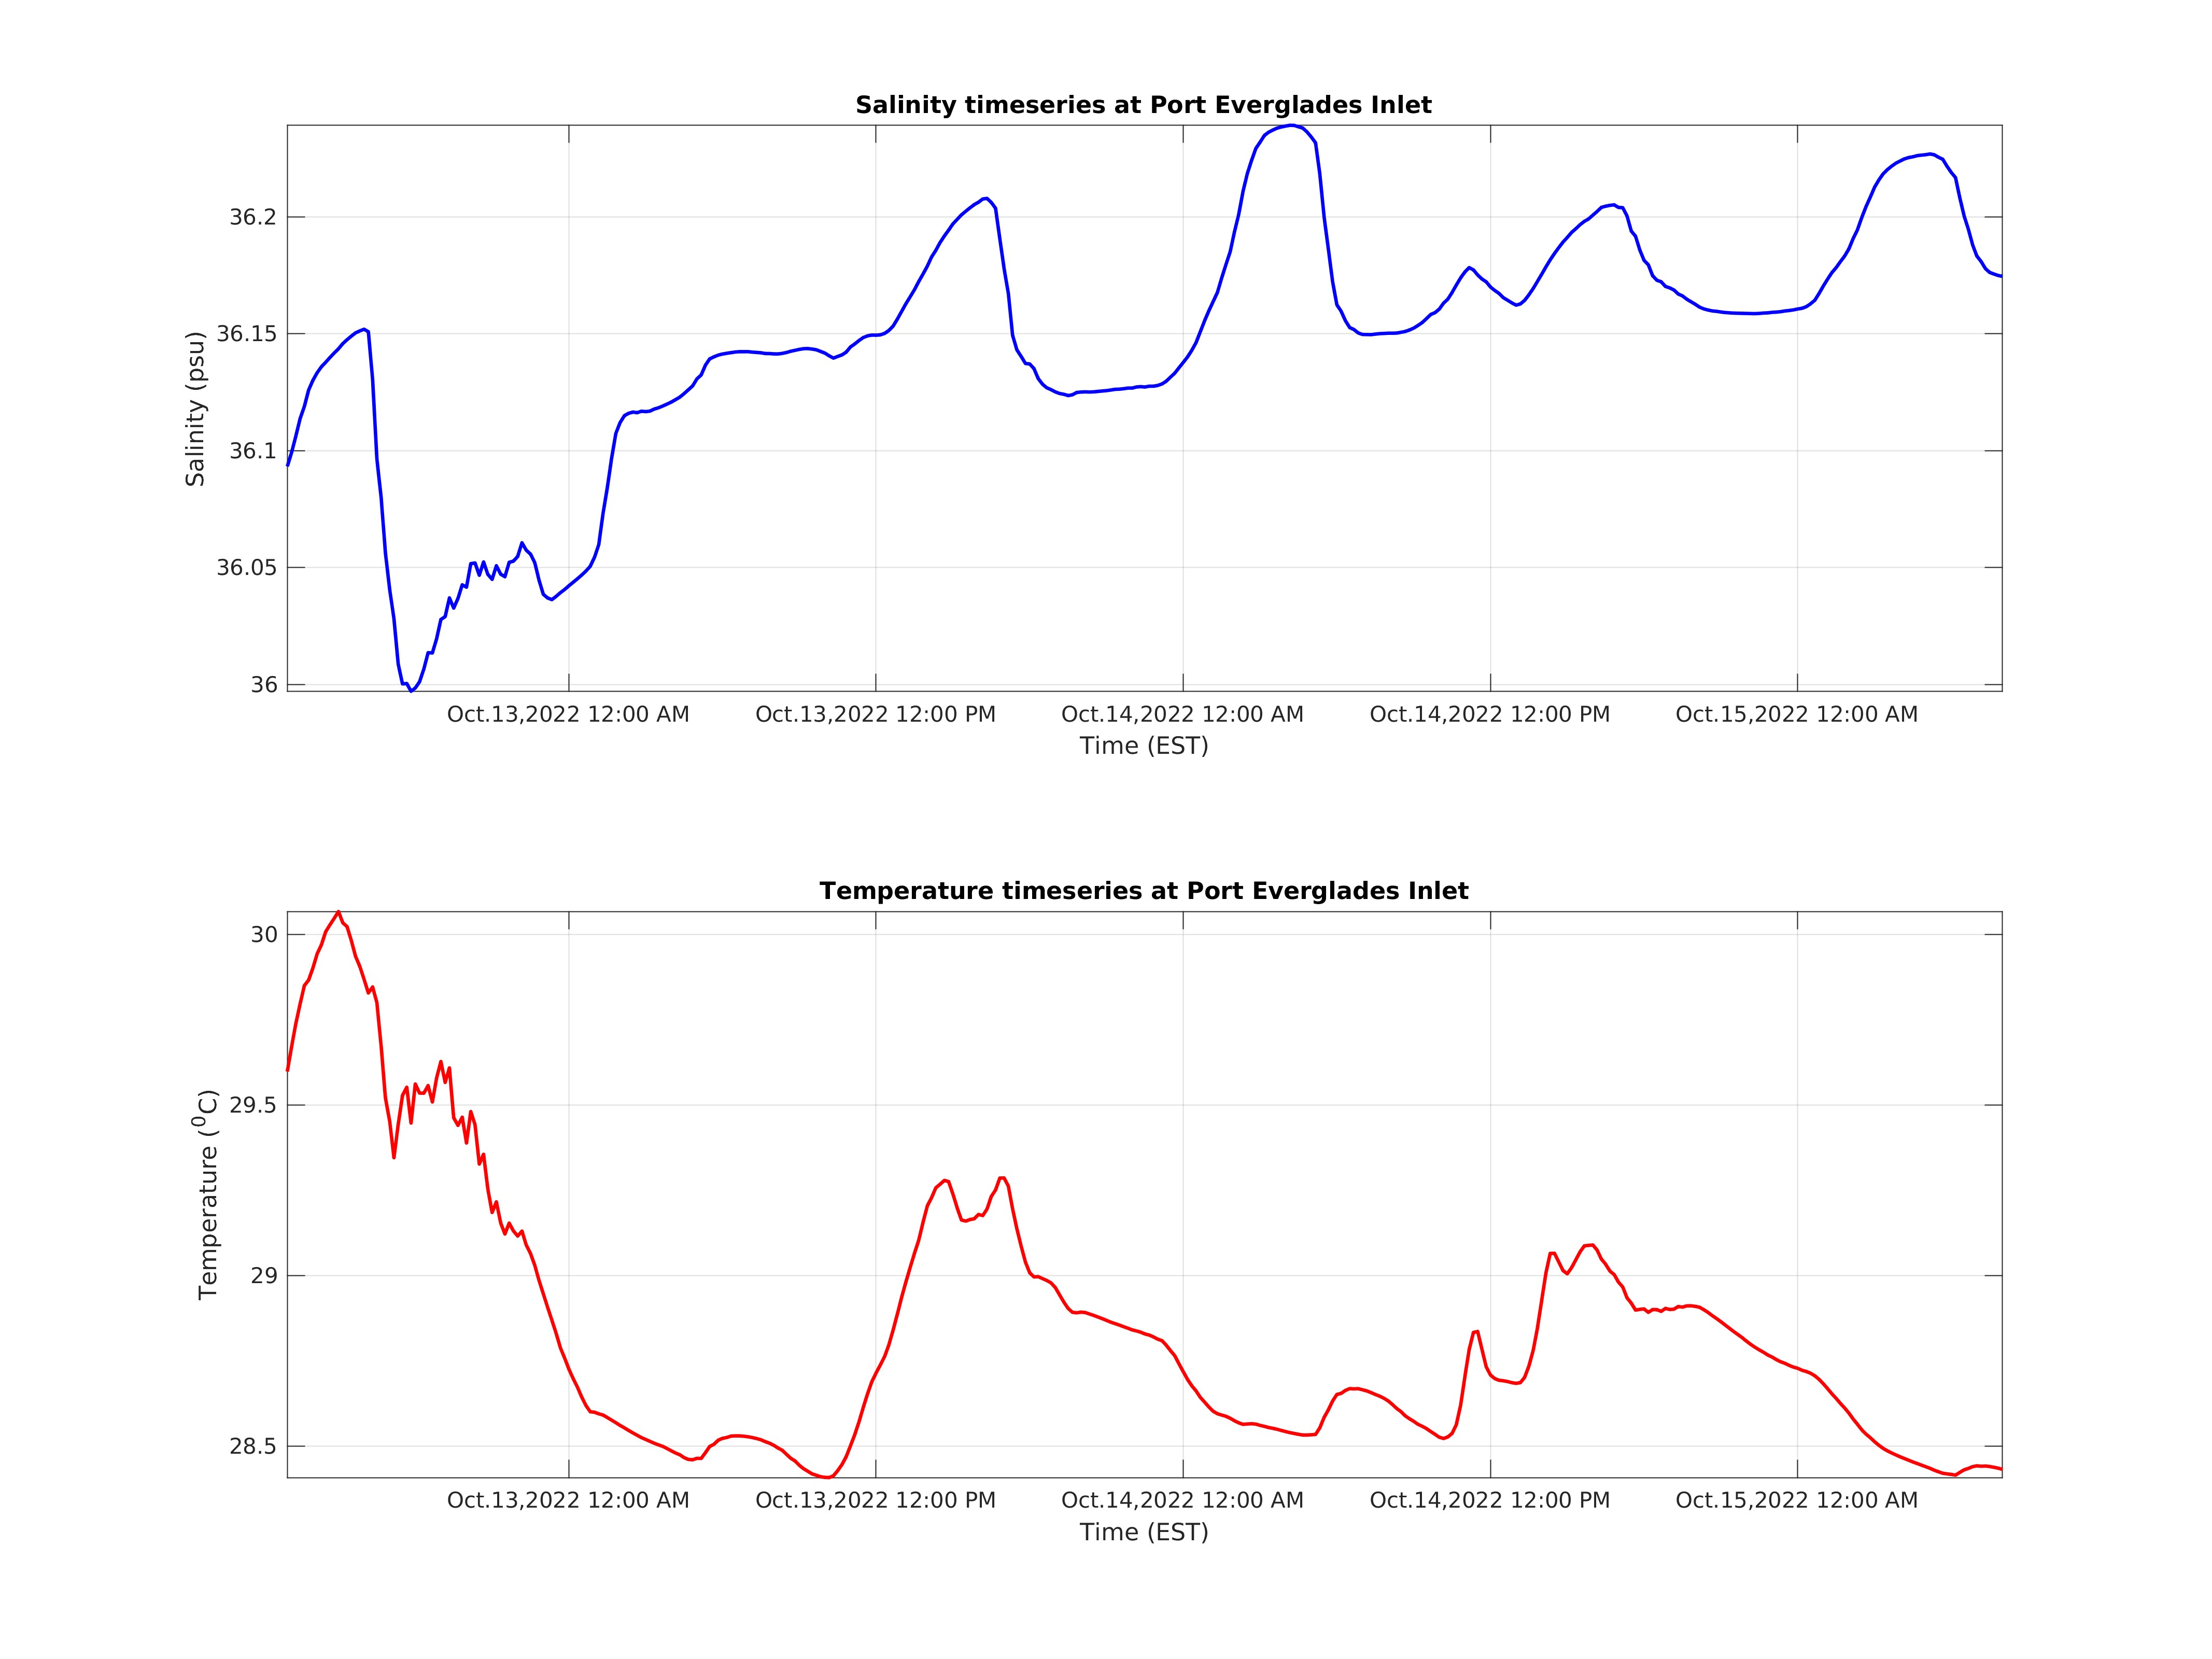 Salinity timeseries at Port Everglades Inlet
36.2
36.15
36.1
36.05
36
Salinity (psu)
Oct.13,2022 12:00 AM Oct.13,2022 12:00 PM Oct.14,2022 12:00 AM Oct.14,2022 12:00 PM Oct.15,2022 12:00 AM
Time (EST)
Temperature timeseries at Port Everglades Inlet
30
29.5
29
28.5
Temperature (⁰C)
Oct.13,2022 12:00 AM Oct.13,2022 12:00 PM Oct.14,2022 12:00 AM Oct.14,2022 12:00 PM Oct.15,2022 12:00 AM
Time (EST)